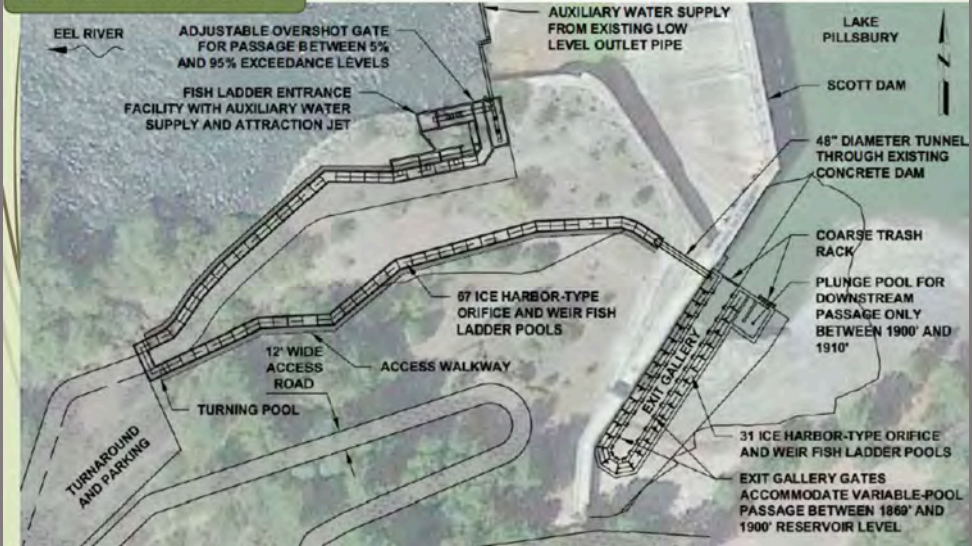 EEL RIVER
ADJUSTABLE OVERSHOT GATE
FOR PASSAGE BETWEEN 5%
AND 95% EXCEEDANCE LEVELS
AUXILIARY WATER SUPPLY
FROM EXISTING LOW
LEVEL OUTLET PIPE
LAKE
PILLSBURY
N
SCOTT DAM
FISH LADDER ENTRANCE
FACILITY WITH AUXILIARY WATER
SUPPLY AND ATTRACTION JET
48" DIAMETER TUNNEL
THROUGH EXISTING
CONCRETE DAM
COARSE TRASH
RACK
67 ICE HARBOR-TYPE
ORIFICE AND WEIR FISH
LADDER POOLS
PLUNGE POOL FOR
DOWNSTREAM
PASSAGE ONLY
BETWEEN 1900' AND
1910'
EXIT GALLERY
12' WIDE
ACCESS
ROAD
ACCESS WALKWAY
TURNING POOL
TURNAROUND
AND PARKING
31 ICE HARBOR-TYPE ORIFICE
AND WEIR FISH LADDER POOLS
EXIT GALLERY GATES
ACCOMMODATE VARIABLE-POOL
PASSAGE BETWEEN 1869' AND
1900' RESERVOIR LEVEL